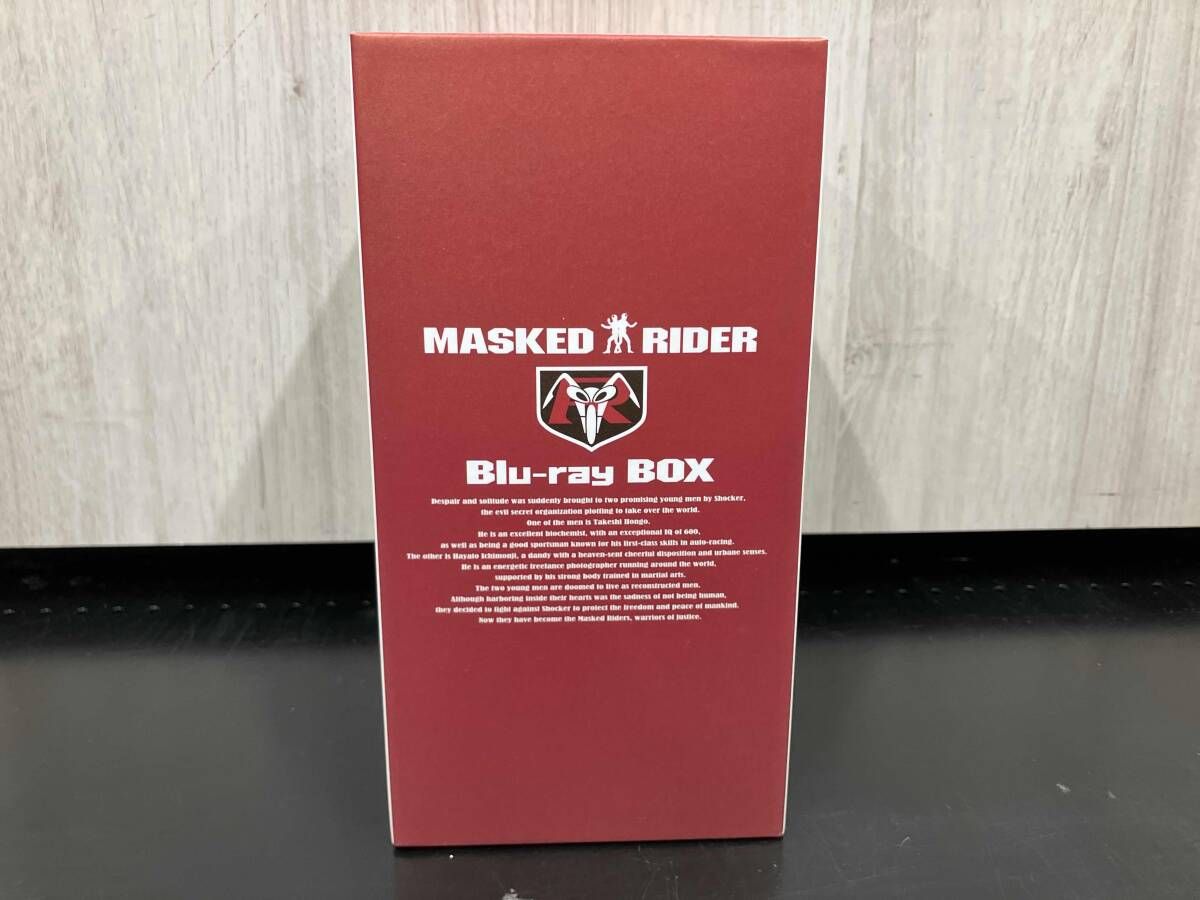 MASKED RIDER
R
Blu-ray BOX
Despair and solitude was suddenly brought to two promising young men by Shocker,
the evil secret organization plotting to take over the world.
One of the men is Takeshi Hongo.
He is an excellent biochemist, with an exceptional IQ of 600,
as well as being a good sportsman known for his first-class skills in auto-racing.
The other is Hayato Ichimonji, a dandy with a heaven-sent cheerful disposition and urbane senses.
He is an energetic freelance photographer running around the world,
supported by his strong body trained in martial arts.
The two young men are doomed to live as reconstructed men.
Although harboring inside their hearts was the sadness of not being human,
they decided to fight against Shocker to protect the freedom and peace of mankind.
Now they have become the Masked Riders, warriors of justice.